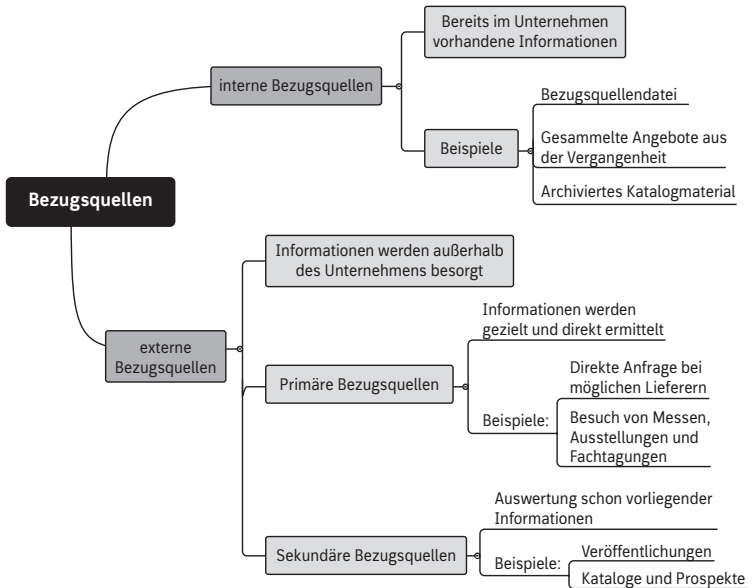 Bezugsquellen
interne Bezugsquellen
Bereits im Unternehmen
vorhandene Informationen
Beispiele
Bezugsquellendatei
Gesammelte Angebote aus
der Vergangenheit
Archiviertes Katalogmaterial
externe
Bezugsquellen
Informationen werden außerhalb
des Unternehmens besorgt
Primäre Bezugsquellen
Informationen werden
gezielt und direkt ermittelt
Beispiele:
Direkte Anfrage bei
möglichen Lieferern
Besuch von Messen,
Ausstellungen und
Fachtagungen
Sekundäre Bezugsquellen
Auswertung schon vorliegender
Informationen
Beispiele:
Veröffentlichungen
Kataloge und Prospekte